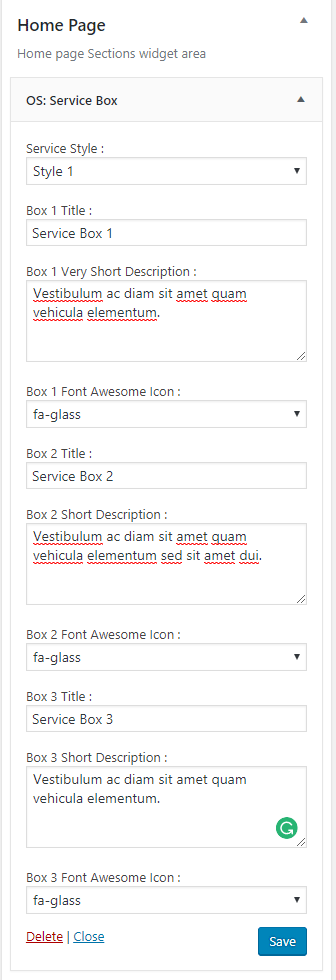 Home Page
Home page Sections widget area
OS: Service Box
Service Style :
Style 1
Box 1 Title :
Service Box 1
Box 1 Very Short Description :
Vestibulum ac diam sit amet quam
vehicula elementum.
Box 1 Font Awesome Icon :
fa-glass
Box 2 Title :
Service Box 2
Box 2 Short Description :
Vestibulum ac diam sit amet quam
vehicula elementum sed sit amet dui.
Box 2 Font Awesome Icon :
fa-glass
Box 3 Title :
Service Box 3
Box 3 Short Description :
Vestibulum ac diam sit amet quam
vehicula elementum.
Box 3 Font Awesome Icon :
fa-glass
Delete | Close Save